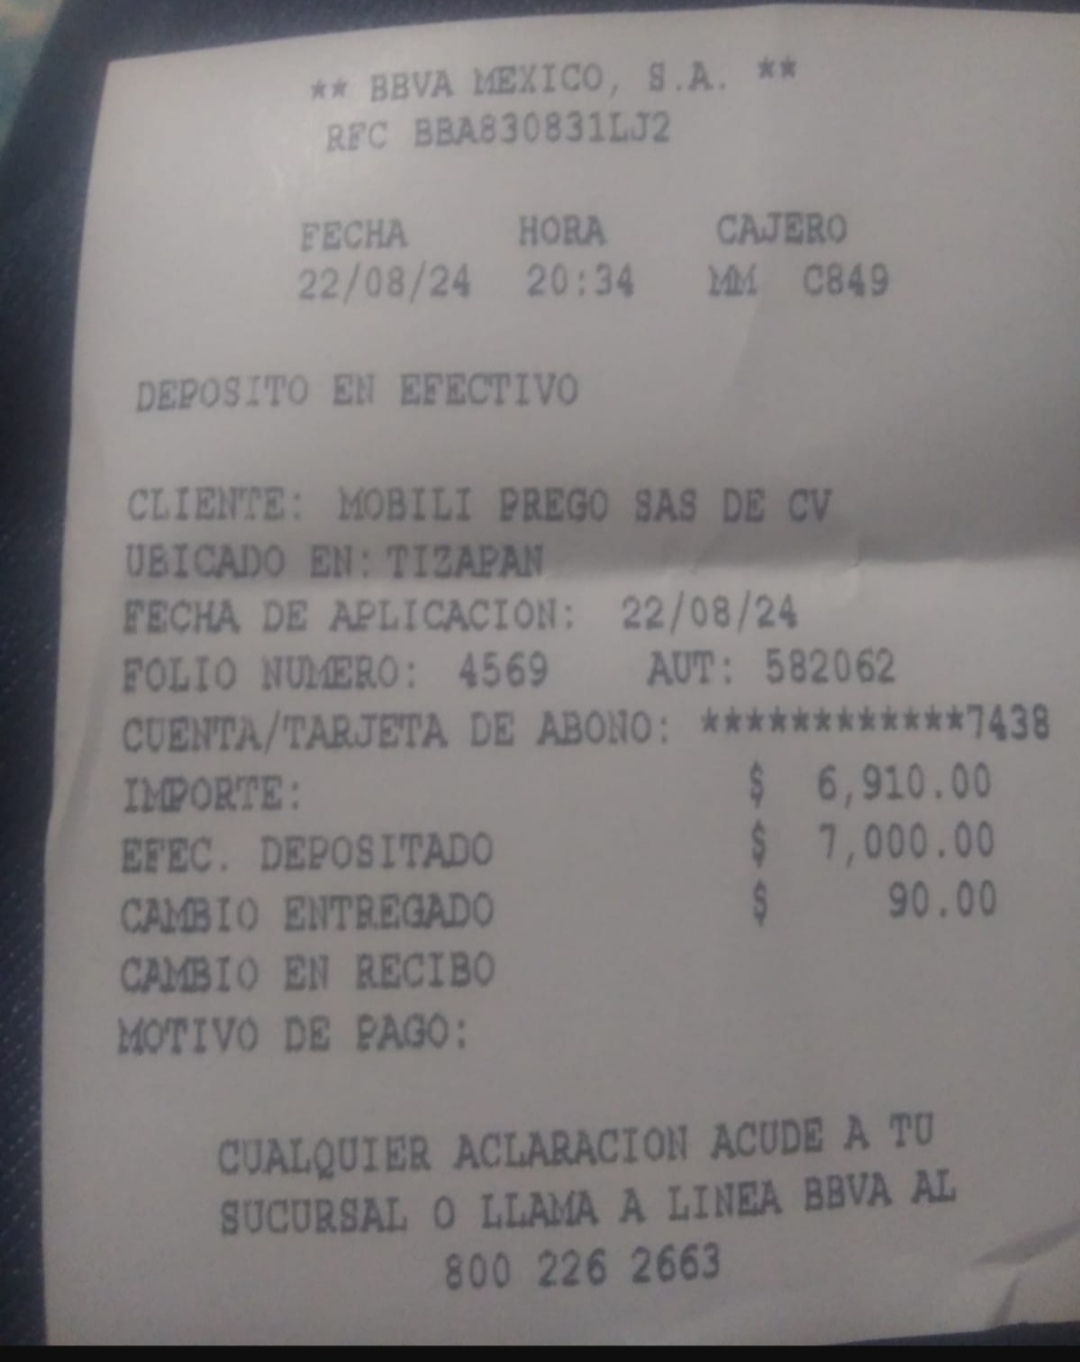 ** BBVA MEXICO, S.A. **
RFC BBA830831LJ2
FECHA HORA CAJERO
22/08/24 20:34 MM C849
DEPOSITO EN EFECTIVO
CLIENTE: MOBILI PREGO SAS DE CV
UBICADO EN: TIZAPAN
FECHA DE APLICACION: 22/08/24
FOLIO NUMERO: 4569 AUT: 582062
CUENTA/TARJETA DE ABONO: ************7438
IMPORTE: $ 6,910.00
EFEC. DEPOSITADO $ 7,000.00
CAMBIO ENTREGADO $ 90.00
CAMBIO EN RECIBO
MOTIVO DE PAGO:
CUALQUIER ACLARACION ACUDE A TU
SUCURSAL O LLAMA A LINEA BBVA AL
800 226 2663